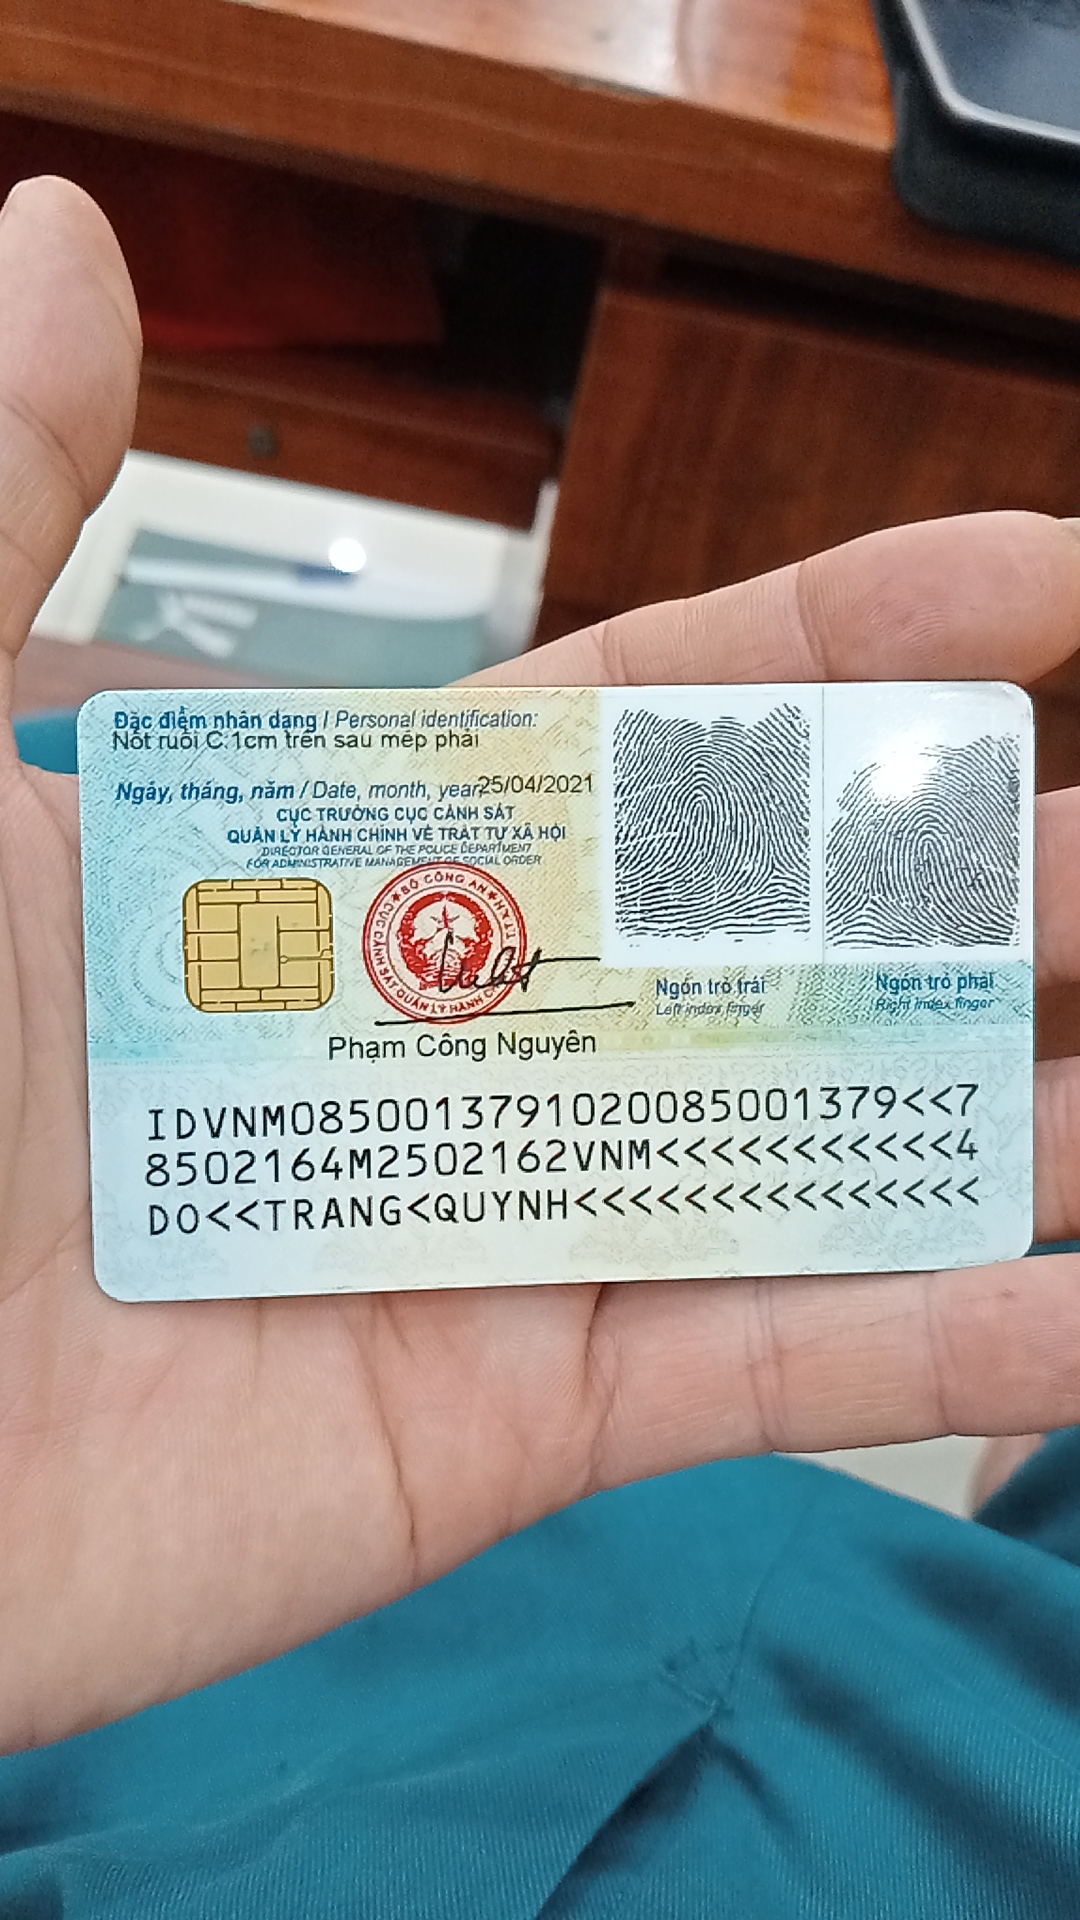 Đặc điểm nhân dạng / Personal identification:
Nốt ruồi C.1cm trên sau mép phải
Ngày, tháng, năm / Date, month, year 25/04/2021
CỤC TRƯỞNG CỤC CẢNH SÁT
QUẢN LÝ HÀNH CHÍNH VỀ TRẬT TỰ XÃ HỘI
DIRECTOR GENERAL OF THE POLICE DEPARTMENT
FOR ADMINISTRATIVE MANAGEMENT OF SOCIAL ORDER
BỘ CÔNG AN
CỤC CẢNH SÁT QUẢN LÝ HÀNH
Ngón trỏ trái
Left index finger
Ngón trỏ phải
Right index finger
Phạm Công Nguyên
IDVNM0850013791020085001379<<7
8502164M2502162VNM<<<<<<<<<<<4
DO<<TRANG<QUYNH<<<<<<<<<<<<<<<